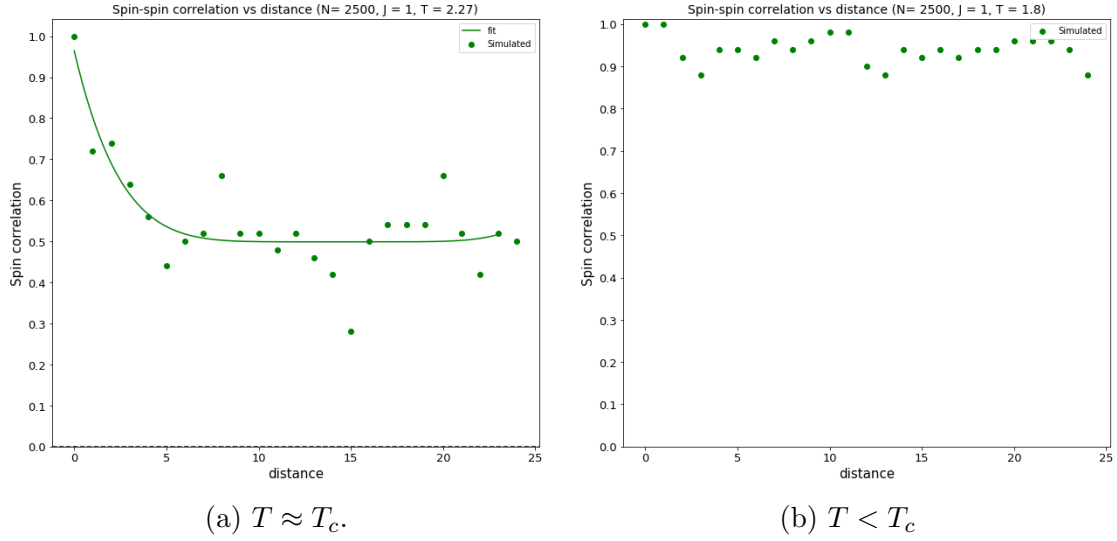 Spin-spin correlation vs distance (N= 2500, J = 1, T = 2.27)
fit
Simulated
1.0
0.9
0.8
0.7
0.6
0.5
0.4
0.3
0.2
0.1
0.0
Spin correlation
0 5 10 15 20 25
distance
(a) T ≈ Tc.
Spin-spin correlation vs distance (N= 2500, J = 1, T = 1.8)
Simulated
1.0
0.9
0.8
0.7
0.6
0.5
0.4
0.3
0.2
0.1
0.0
Spin correlation
0 5 10 15 20 25
distance
(b) T < Tc